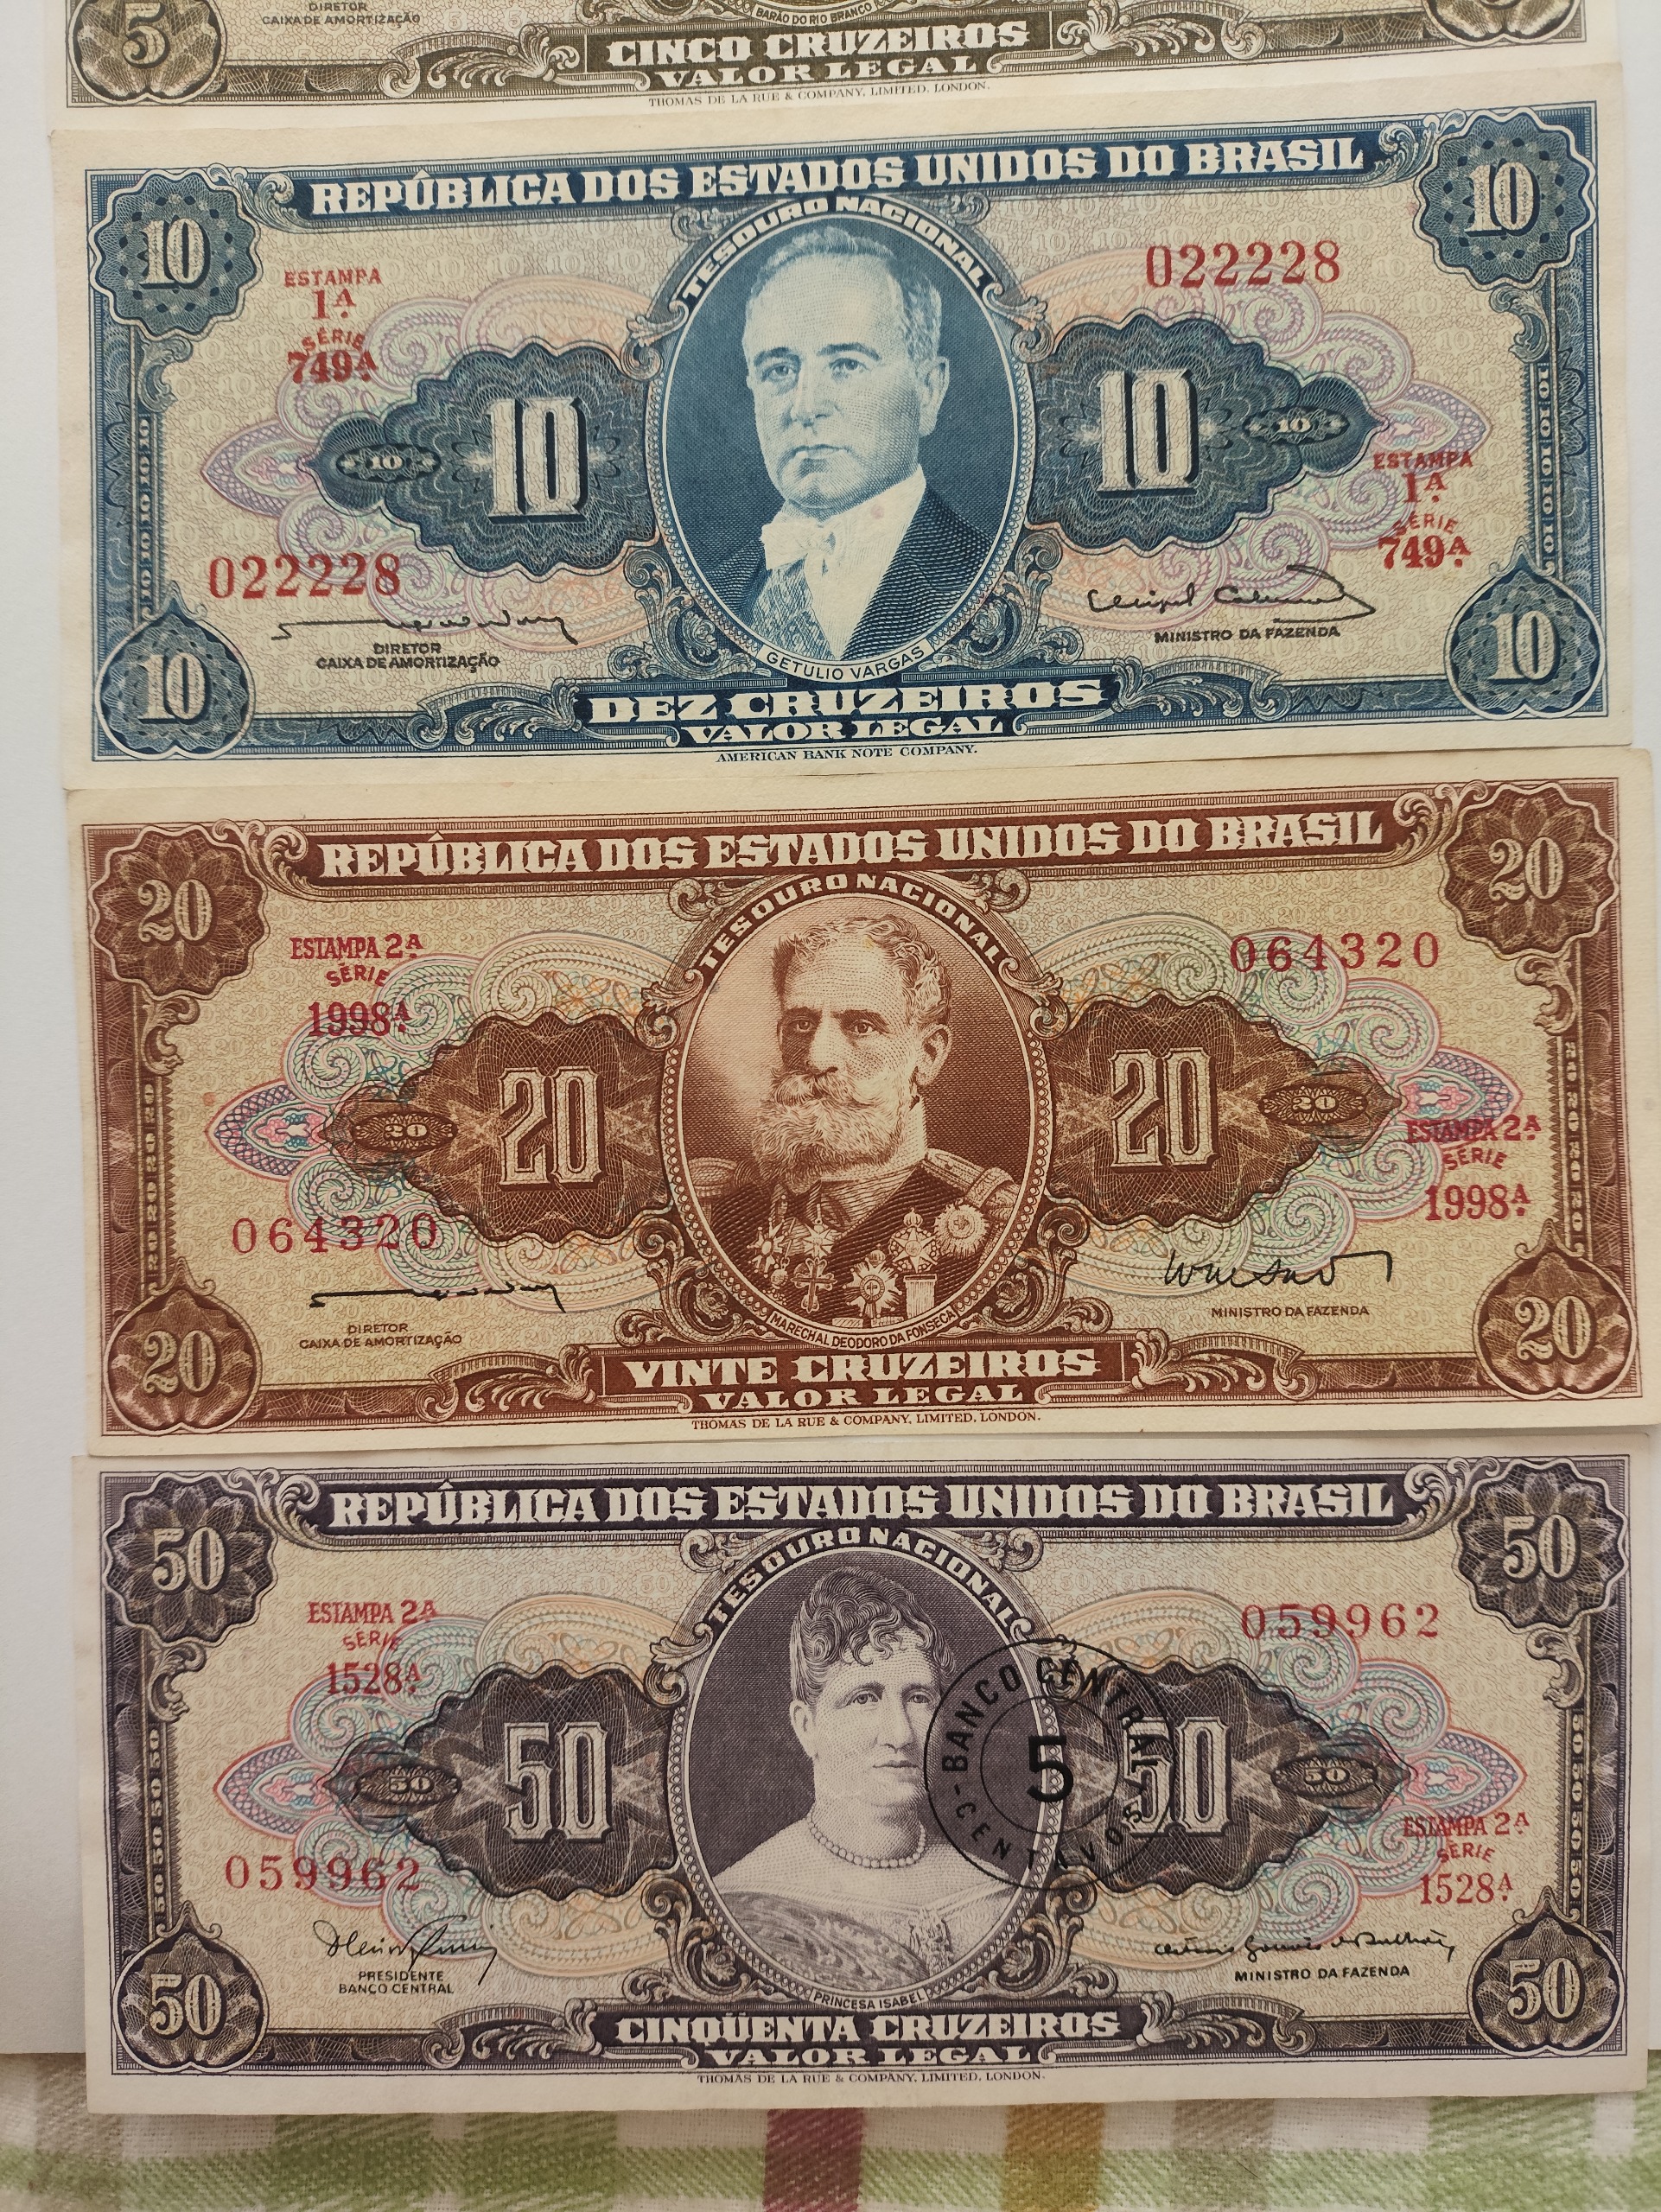 DIRETOR
CAIXA DE AMORTIZAÇÃO
BARÃO DO RIO BRANCO
5
CINCO CRUZEIROS
VALOR LEGAL
THOMAS DE LA RUE & COMPANY, LIMITED. LONDON.
REPÚBLICA DOS ESTADOS UNIDOS DO BRASIL
TESOURO NACIONAL
10
10
ESTAMPA
1A.
SÉRIE
749A.
022228
10
10
10
10
ESTAMPA
1A.
SÉRIE
749A.
022228
DIRETOR
CAIXA DE AMORTIZAÇÃO
MINISTRO DA FAZENDA
GETULIO VARGAS
10
10
DEZ CRUZEIROS
VALOR LEGAL
AMERICAN BANK NOTE COMPANY.
REPÚBLICA DOS ESTADOS UNIDOS DO BRASIL
TESOURO NACIONAL
20
20
ESTAMPA 2A.
SÉRIE
1998A.
064320
20
20
20
20
ESTAMPA 2A.
SÉRIE
1998A.
064320
DIRETOR
CAIXA DE AMORTIZAÇÃO
MINISTRO DA FAZENDA
MARECHAL DEODORO DA FONSECA
20
20
VINTE CRUZEIROS
VALOR LEGAL
THOMAS DE LA RUE & COMPANY, LIMITED, LONDON.
REPÚBLICA DOS ESTADOS UNIDOS DO BRASIL
TESOURO NACIONAL
50
50
ESTAMPA 2A.
SÉRIE
1528A.
059962
50
50
BANCO CENTRAL
5
CENTAVOS
50
50
ESTAMPA 2A.
SÉRIE
1528A.
059962
PRESIDENTE
BANCO CENTRAL
MINISTRO DA FAZENDA
PRINCESA ISABEL
50
50
CINQÜENTA CRUZEIROS
VALOR LEGAL
THOMAS DE LA RUE & COMPANY, LIMITED, LONDON.